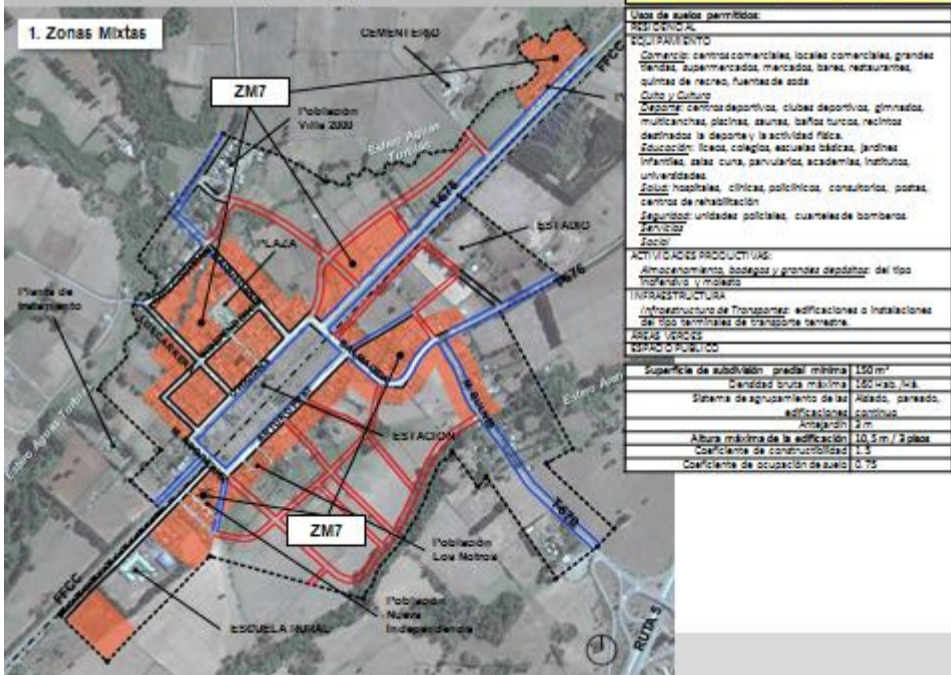 1. Zonas Mixtas
CEMENTERIO
FFCC
ZM7
Población
Villa 2000
Estero Aguas
Turbias
T-678
ESTADIO
PLAZA
T-676
Planta de
tratamiento
ESTACIÓN
Estero Aguas Turbias
ZM7
Población
Los Notros
T-678
FFCC
ESCUELA RURAL
Población
Nueva
Independencia
RUTA 5
Usos de suelos permitidos:
RESIDENCIAL
EQUIPAMIENTO
Comercio: centros comerciales, locales comerciales, grandes
tiendas, supermercados, mercados, bares, restaurantes,
quintas de recreo, fuentes de soda
Culto y Cultura
Deporte: centros deportivos, clubes deportivos, gimnasios,
multicanchas, piscinas, saunas, baños turcos, recintos
destinados la deporte y la actividad física.
Educación: liceos, colegios, escuelas básicas, jardines
infantiles, salas cuna, parvularios, academias, institutos,
universidades
Salud: hospitales, clínicas, policlínicos, consultorios, postas,
centros de rehabilitación
Seguridad: unidades policiales, cuarteles de bomberos
Servicios
Social
ACTIVIDADES PRODUCTIVAS:
Almacenamiento, bodegas y grandes depósitos: del tipo
inofensivo y molesto
INFRAESTRUCTURA
Infraestructura de Transportes: edificaciones o instalaciones
del tipo terminales de transporte terrestre.
ÁREAS VERDES
ESPACIO PÚBLICO
Superficie de subdivisión predial mínima 150 m²
Densidad bruta máxima 160 Hab./Há.
Sistema de agrupamiento de las edificaciones Aislado, pareado, continuo
Antejardín 3 m
Altura máxima de la edificación 10,5 m / 3 pisos
Coeficiente de constructibilidad 1.5
Coeficiente de ocupación de suelo 0.75